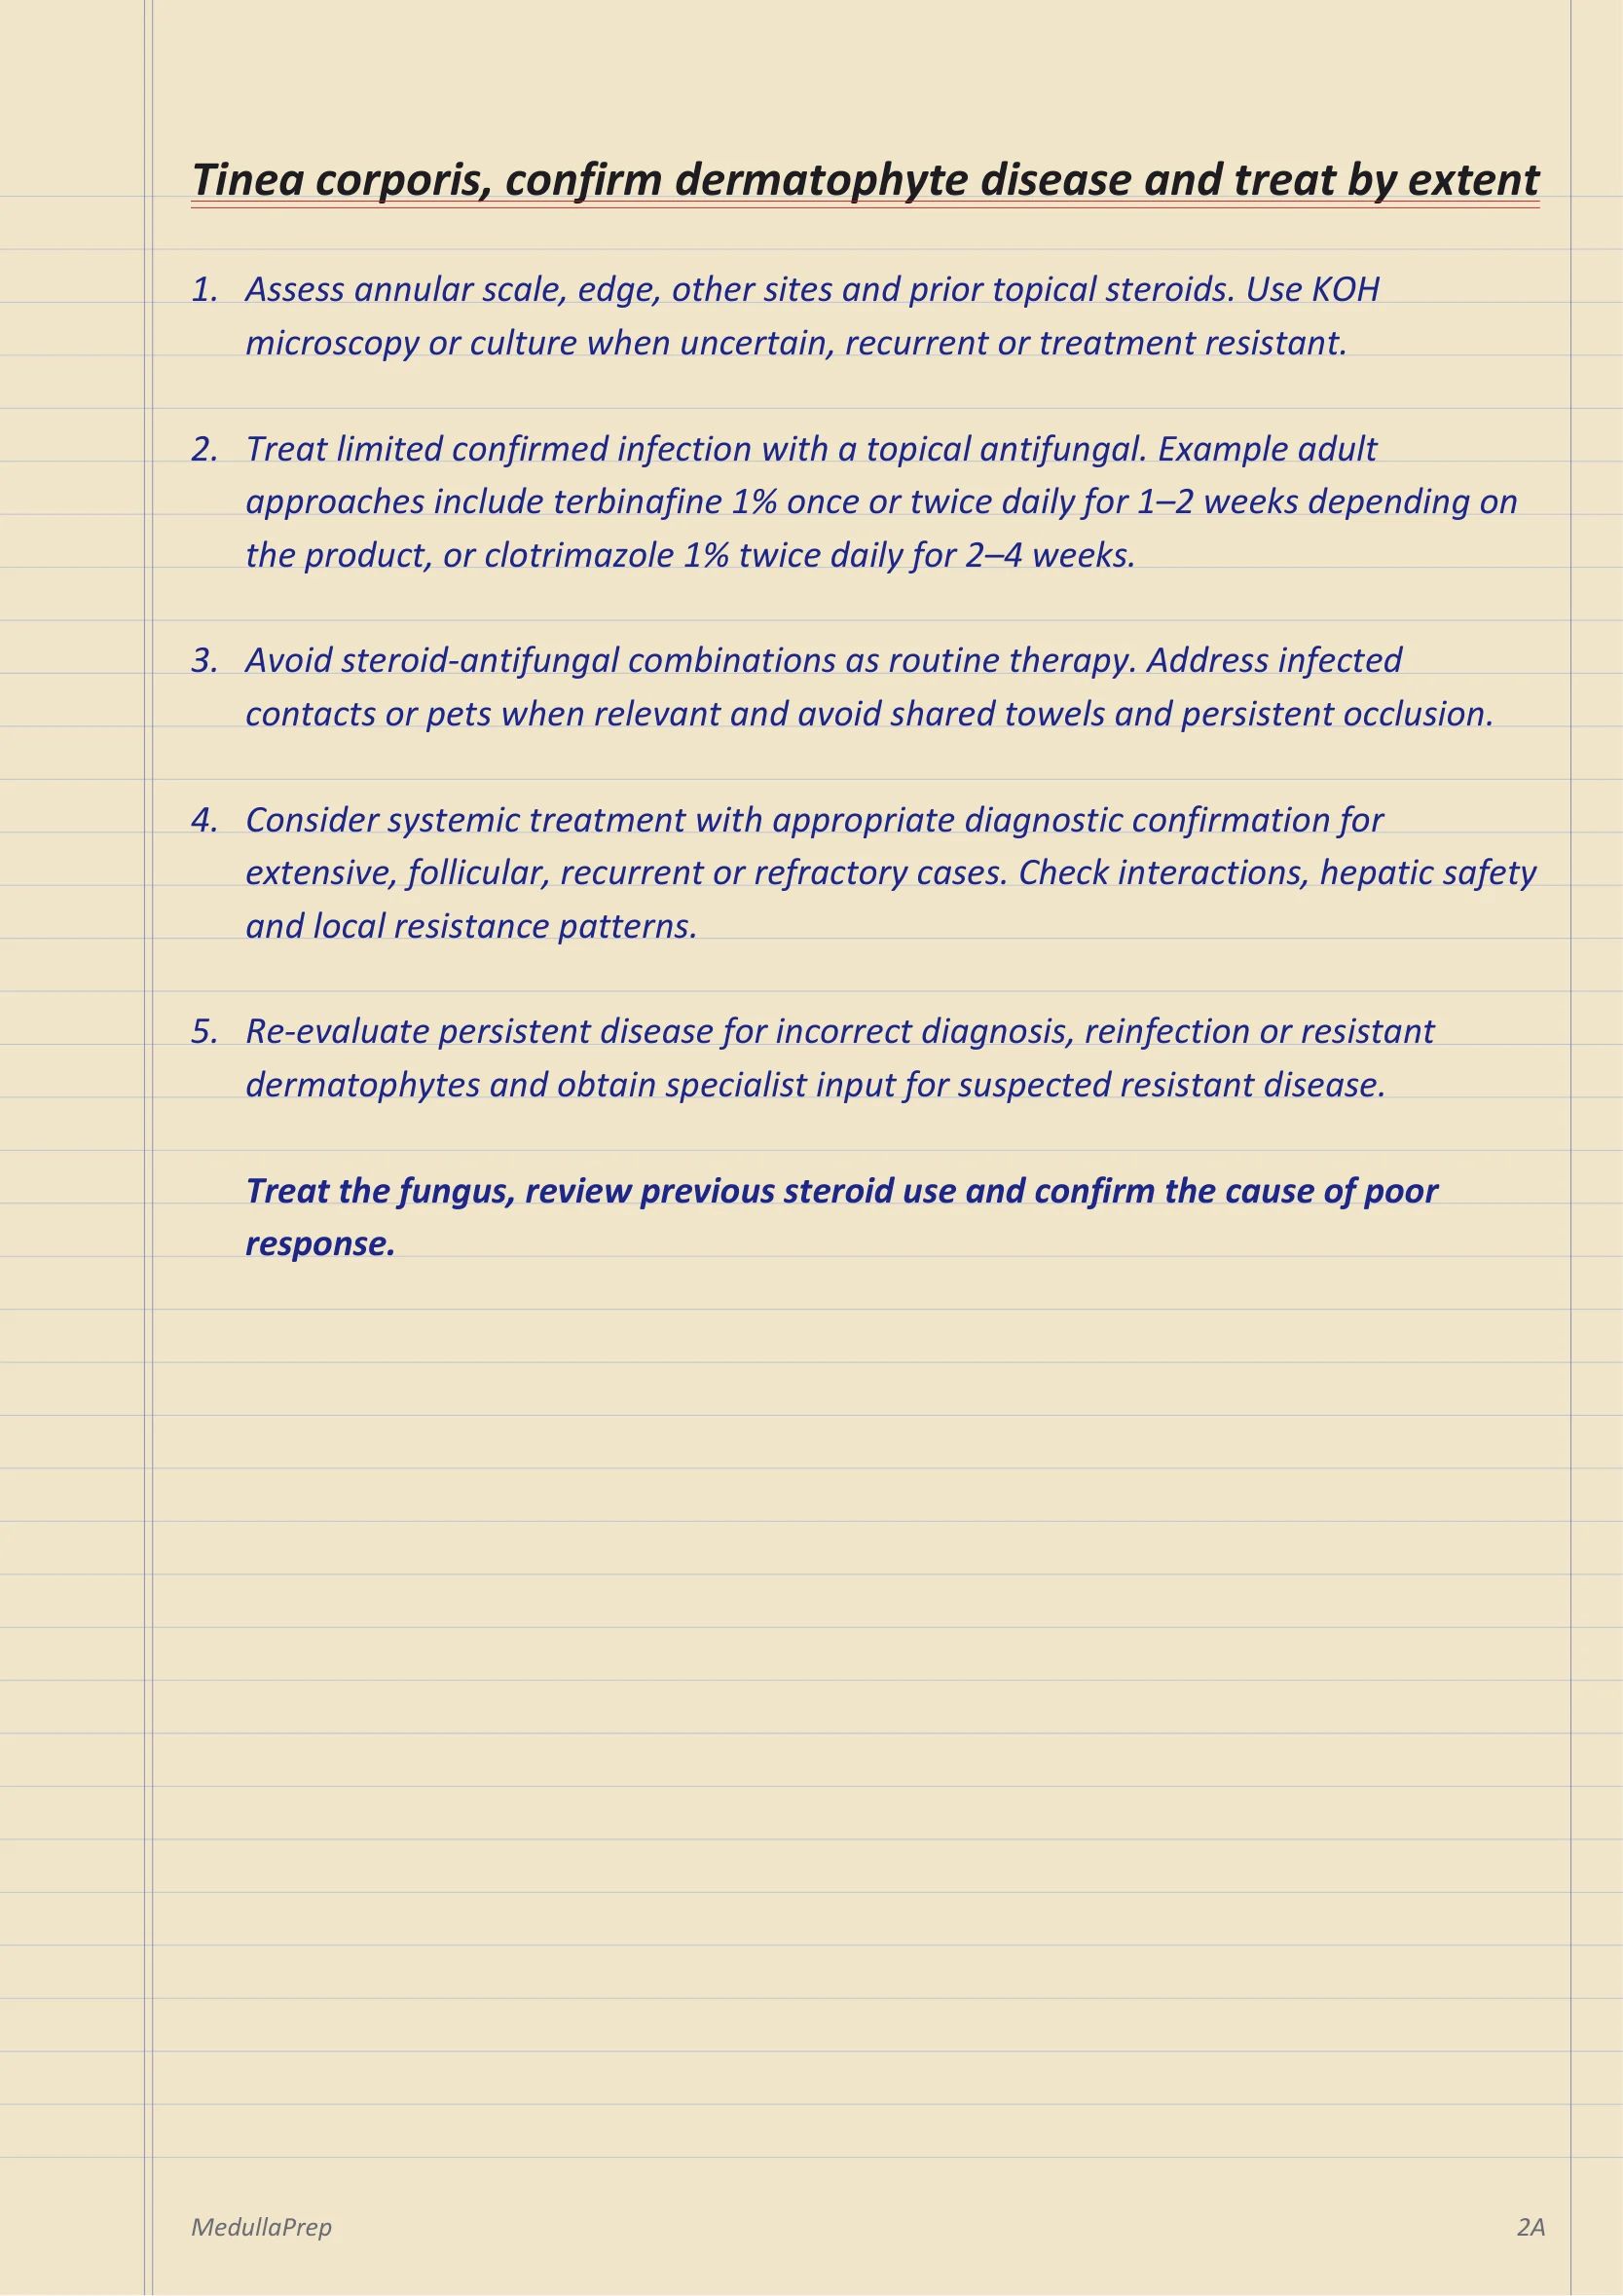 Tinea corporis, confirm dermatophyte disease and treat by extent
1. Assess annular scale, edge, other sites and prior topical steroids. Use KOH
microscopy or culture when uncertain, recurrent or treatment resistant.
2. Treat limited confirmed infection with a topical antifungal. Example adult
approaches include terbinafine 1% once or twice daily for 1–2 weeks depending on
the product, or clotrimazole 1% twice daily for 2–4 weeks.
3. Avoid steroid-antifungal combinations as routine therapy. Address infected
contacts or pets when relevant and avoid shared towels and persistent occlusion.
4. Consider systemic treatment with appropriate diagnostic confirmation for
extensive, follicular, recurrent or refractory cases. Check interactions, hepatic safety
and local resistance patterns.
5. Re-evaluate persistent disease for incorrect diagnosis, reinfection or resistant
dermatophytes and obtain specialist input for suspected resistant disease.
Treat the fungus, review previous steroid use and confirm the cause of poor
response.
MedullaPrep 2A